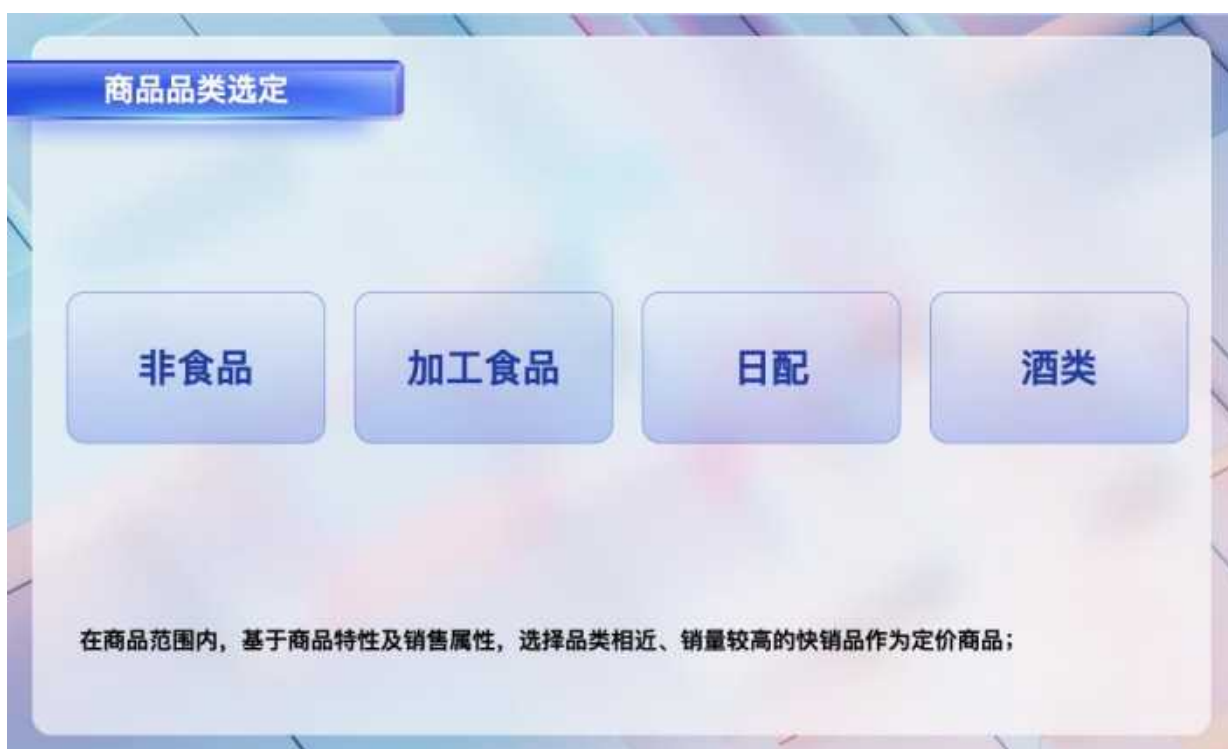 商品品类选定
非食品
加工食品
日配
酒类
在商品范围内，基于商品特性及销售属性，选择品类相近、销量较高的快销品作为定价商品；